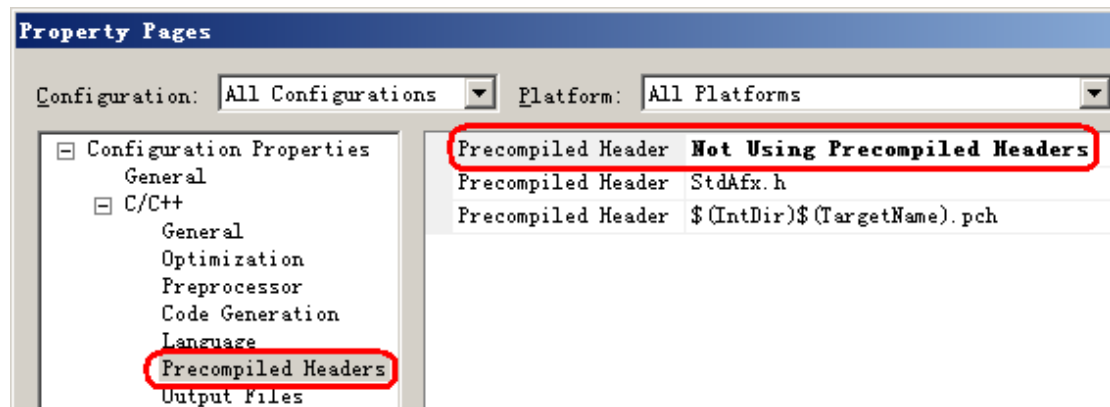 Property Pages
Configuration: All Configurations Platform: All Platforms
Configuration Properties
General
C/C++
General
Optimization
Preprocessor
Code Generation
Language
Precompiled Headers
Output Files
Precompiled Header Not Using Precompiled Headers
Precompiled Header StdAfx.h
Precompiled Header $(IntDir)$(TargetName).pch